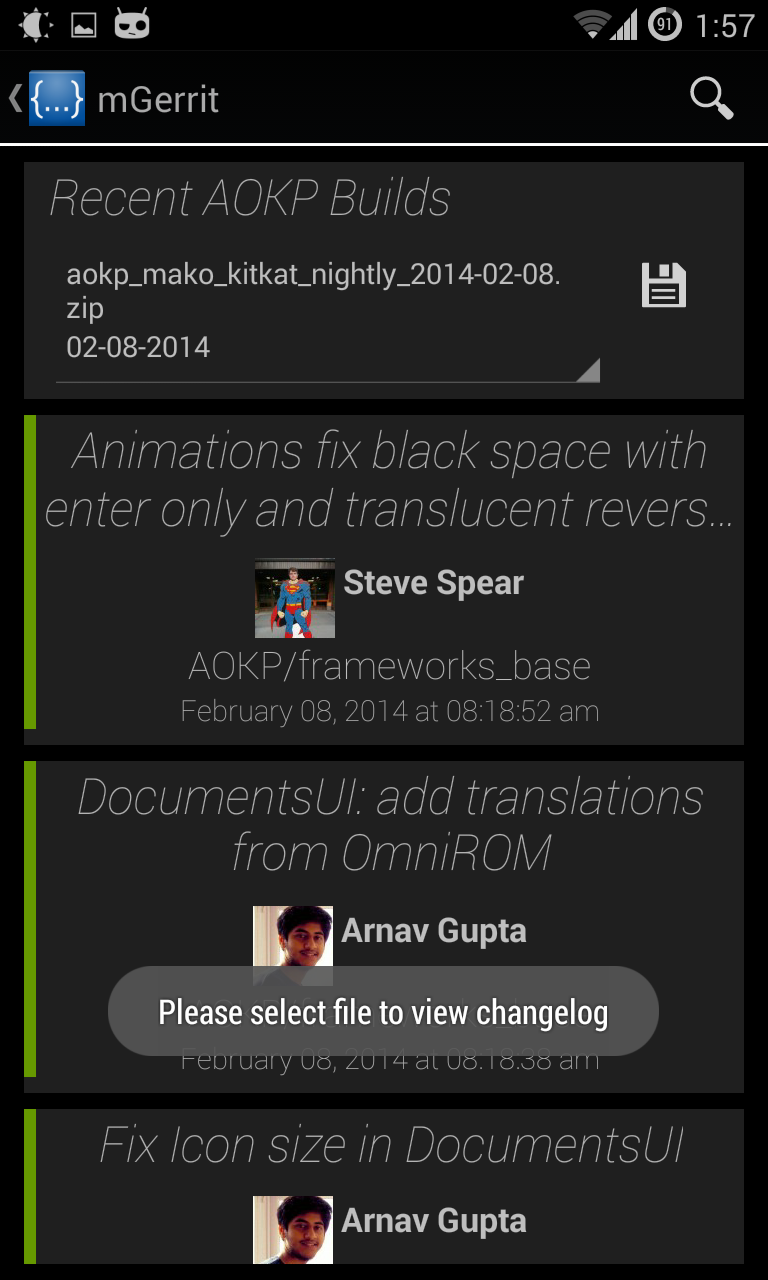 91 1:57
{...} mGerrit
Recent AOKP Builds
aokp_mako_kitkat_nightly_2014-02-08.
zip
02-08-2014
Animations fix black space with
enter only and translucent revers...
Steve Spear
AOKP/frameworks_base
February 08, 2014 at 08:18:52 am
DocumentsUI: add translations
from OmniROM
Arnav Gupta
Please select file to view changelog
February 08, 2014 at 08:18:38 am
Fix Icon size in DocumentsUI
Arnav Gupta